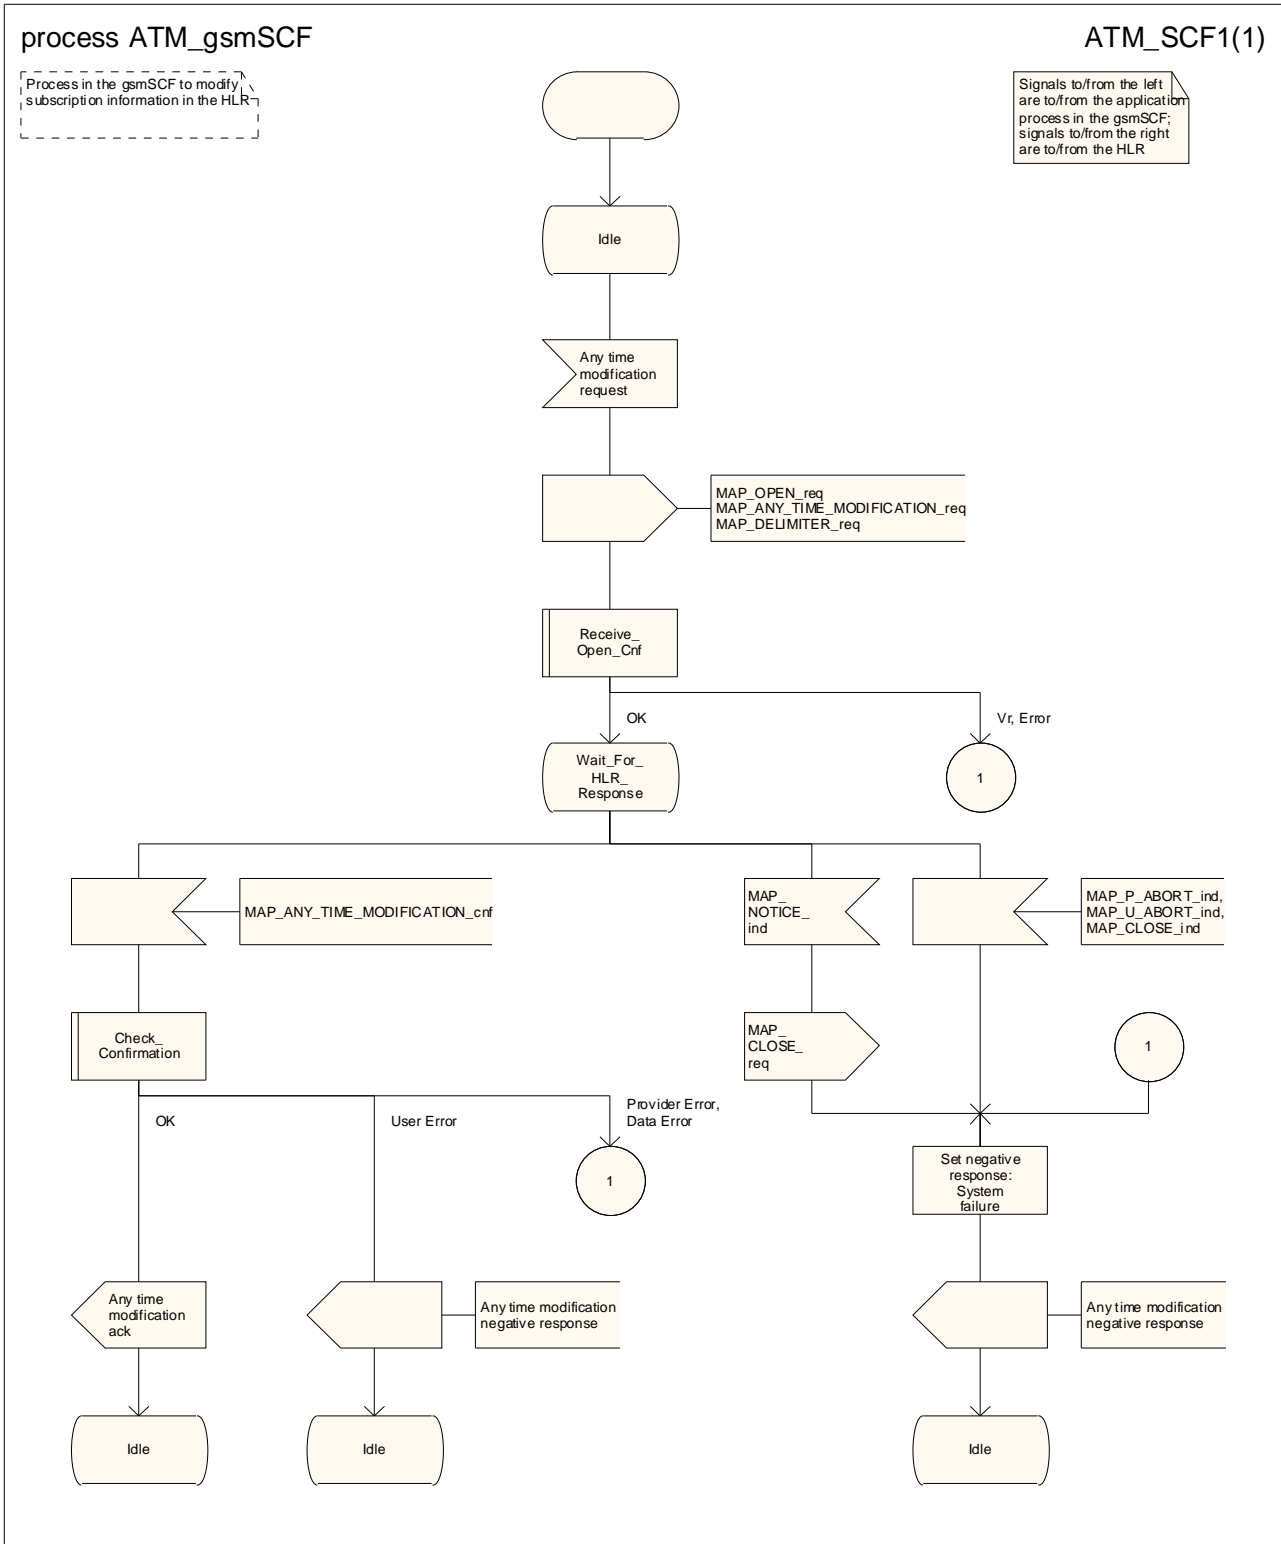 process ATM_gsmSCF
ATM_SCF1(1)
Process in the gsmSCF to modify
subscription information in the HLR
Signals to/from the left
are to/from the application
process in the gsmSCF;
signals to/from the right
are to/from the HLR
Idle
Any time
modification
request
MAP_OPEN_req
MAP_ANY_TIME_MODIFICATION_req
MAP_DELIMITER_req
Receive_
Open_Cnf
OK
Vr, Error
Wait_For_
HLR_
Response
1
MAP_ANY_TIME_MODIFICATION_cnf
MAP_
NOTICE_
ind
MAP_P_ABORT_ind,
MAP_U_ABORT_ind,
MAP_CLOSE_ind
Check_
Confirmation
MAP_
CLOSE_
req
1
OK
User Error
Provider Error,
Data Error
1
Set negative
response:
System
failure
Any time
modification
ack
Any time modification
negative response
Any time modification
negative response
Idle
Idle
Idle